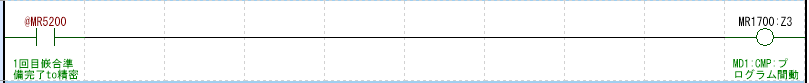 @MR5200
MR1700:Z3
1回目嵌合準
備完了to精密
MD1:CMP:プ
ログラム間動